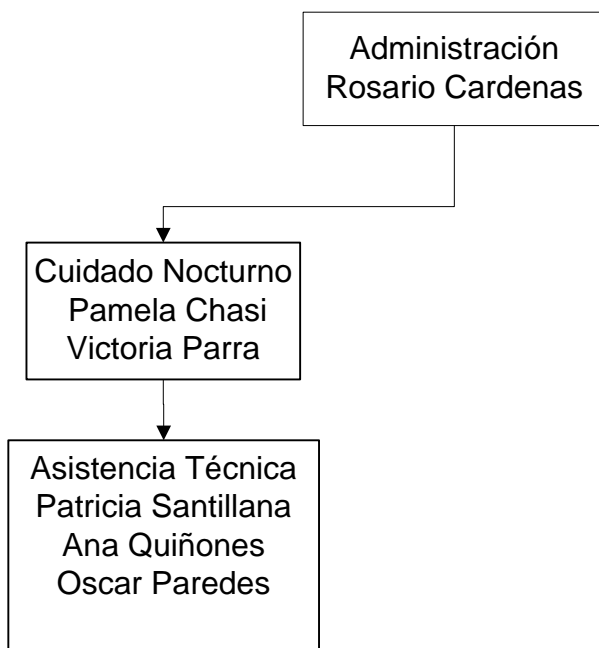 Administración
Rosario Cardenas
Cuidado Nocturno
Pamela Chasi
Victoria Parra
Asistencia Técnica
Patricia Santillana
Ana Quiñones
Oscar Paredes